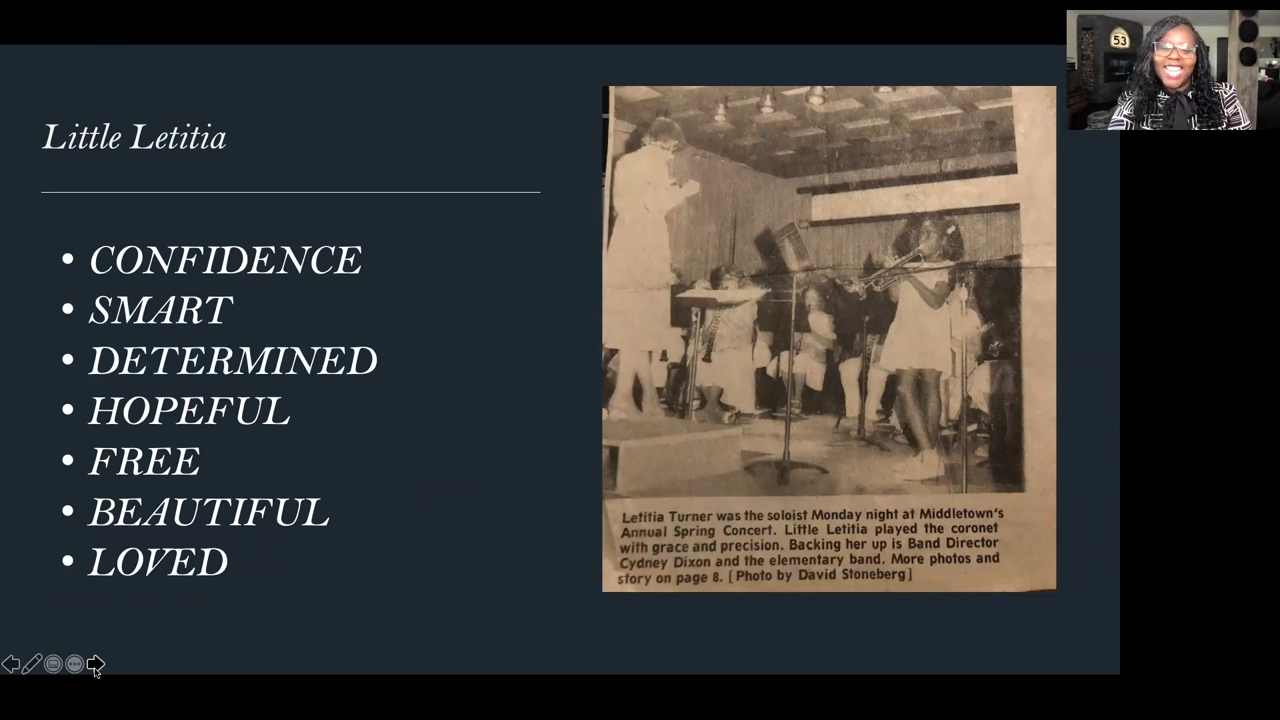 53
Little Letitia
• CONFIDENCE
• SMART
• DETERMINED
• HOPEFUL
• FREE
• BEAUTIFUL
• LOVED
Letitia Turner was the soloist Monday night at Middletown's
Annual Spring Concert. Little Letitia played the coronet
with grace and precision. Backing her up is Band Director
Cydney Dixon and the elementary band. More photos and
story on page 8. [Photo by David Stoneberg]